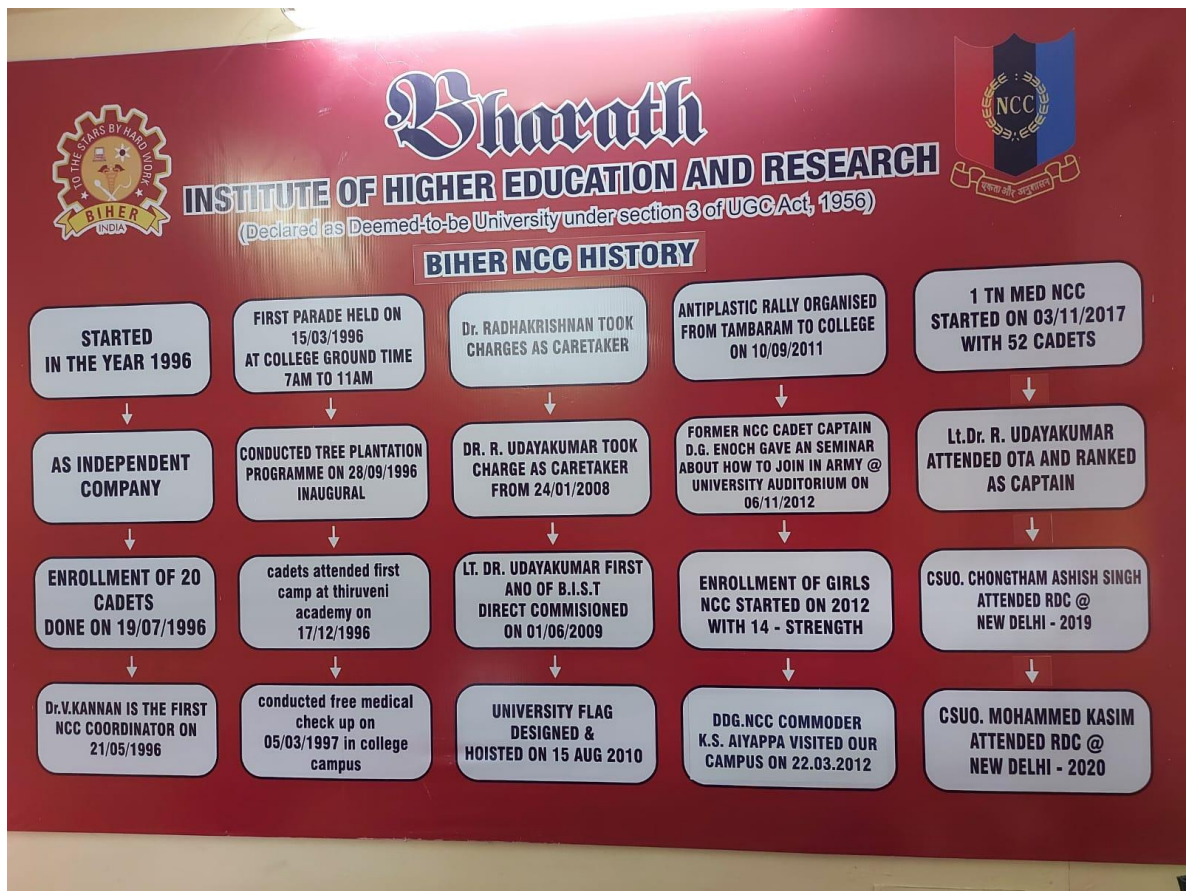 Bharath
INSTITUTE OF HIGHER EDUCATION AND RESEARCH
(Declared as Deemed-to-be University under section 3 of UGC Act, 1956)
TO THE STARS BY HARD WORK
BIHER
INDIA
NCC
एकता और अनुशासन
BIHER NCC HISTORY
STARTED
IN THE YEAR 1996
AS INDEPENDENT
COMPANY
ENROLLMENT OF 20
CADETS
DONE ON 19/07/1996
Dr.V.KANNAN IS THE FIRST
NCC COORDINATOR ON
21/05/1996
FIRST PARADE HELD ON
15/03/1996
AT COLLEGE GROUND TIME
7AM TO 11AM
CONDUCTED TREE PLANTATION
PROGRAMME ON 28/09/1996
INAUGURAL
cadets attended first
camp at thiruveni
academy on
17/12/1996
conducted free medical
check up on
05/03/1997 in college
campus
Dr. RADHAKRISHNAN TOOK
CHARGES AS CARETAKER
DR. R. UDAYAKUMAR TOOK
CHARGE AS CARETAKER
FROM 24/01/2008
LT. DR. UDAYAKUMAR FIRST
ANO OF B.I.S.T
DIRECT COMMISIONED
ON 01/06/2009
UNIVERSITY FLAG
DESIGNED &
HOISTED ON 15 AUG 2010
ANTIPLASTIC RALLY ORGANISED
FROM TAMBARAM TO COLLEGE
ON 10/09/2011
FORMER NCC CADET CAPTAIN
D.G. ENOCH GAVE AN SEMINAR
ABOUT HOW TO JOIN IN ARMY @
UNIVERSITY AUDITORIUM ON
06/11/2012
ENROLLMENT OF GIRLS
NCC STARTED ON 2012
WITH 14 - STRENGTH
DDG.NCC COMMODER
K.S. AIYAPPA VISITED OUR
CAMPUS ON 22.03.2012
1 TN MED NCC
STARTED ON 03/11/2017
WITH 52 CADETS
Lt.Dr. R. UDAYAKUMAR
ATTENDED OTA AND RANKED
AS CAPTAIN
CSUO. CHONGTHAM ASHISH SINGH
ATTENDED RDC @
NEW DELHI - 2019
CSUO. MOHAMMED KASIM
ATTENDED RDC @
NEW DELHI - 2020